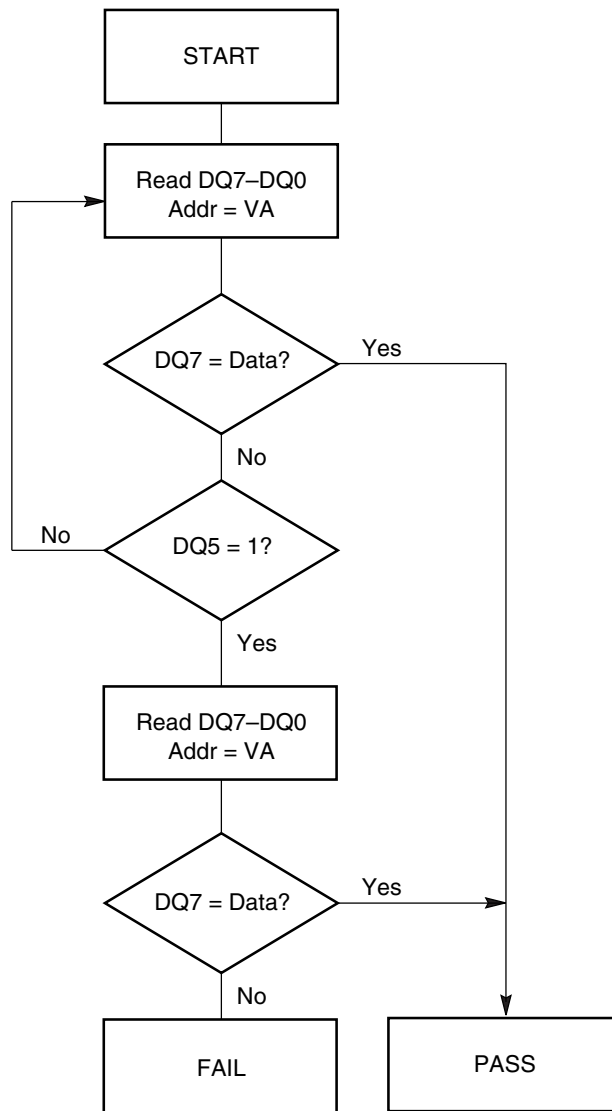 START
Read DQ7–DQ0
Addr = VA
DQ7 = Data?
Yes
No
No
DQ5 = 1?
Yes
Read DQ7–DQ0
Addr = VA
DQ7 = Data?
Yes
No
FAIL
PASS